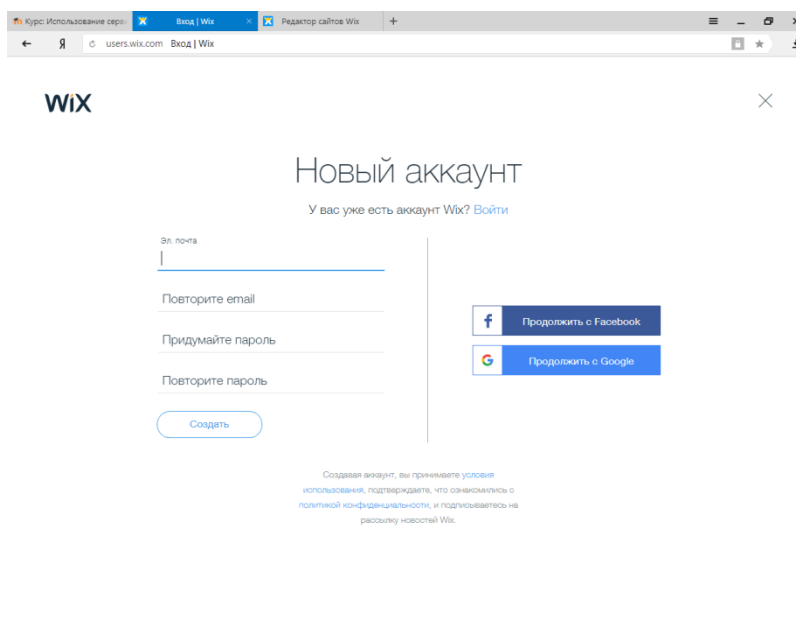 Курс: Использование серв
Вход | Wix
Редактор сайтов Wix
Я
users.wix.com Вход | Wix
WiX
Новый аккаунт
У вас уже есть аккаунт Wix? Войти
Эл. почта
Повторите email
Придумайте пароль
Повторите пароль
Создать
f Продолжить с Facebook
G Продолжить с Google
Создавая аккаунт, вы принимаете условия
использования, подтверждаете, что ознакомились с
политикой конфиденциальности, и подписываетесь на
рассылку новостей Wix.